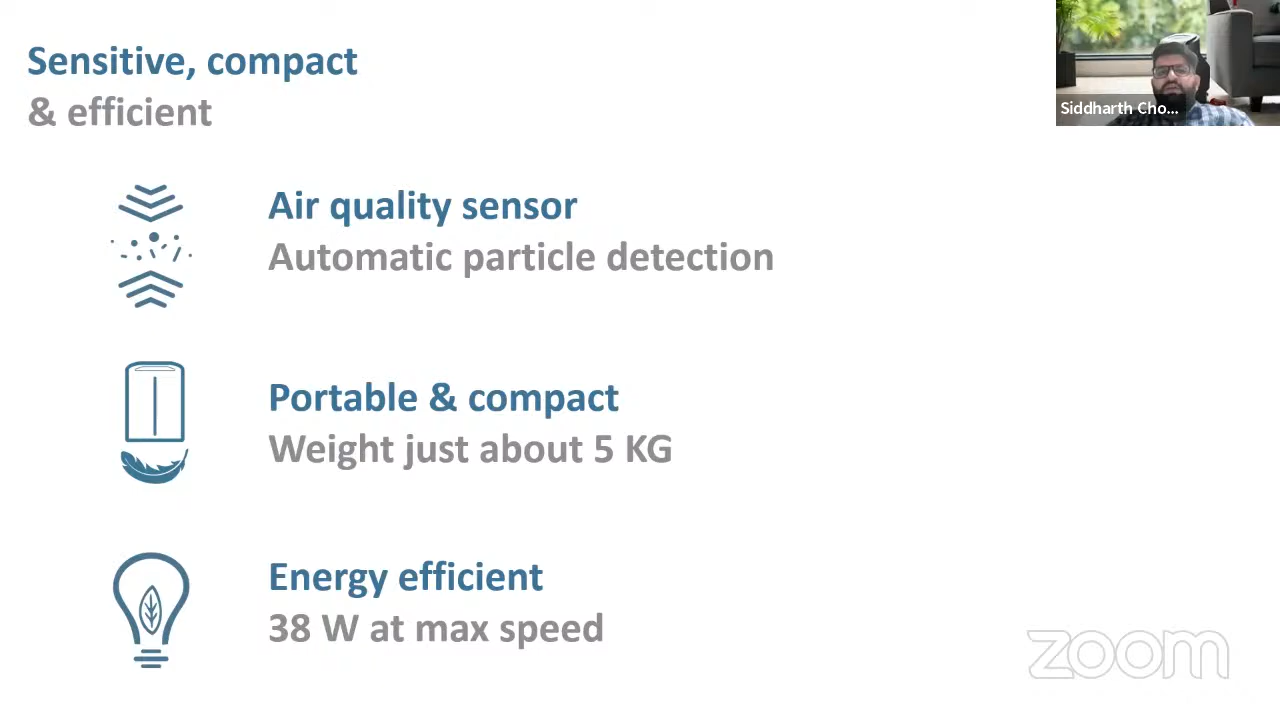 Sensitive, compact
& efficient
Siddharth Cho...
Air quality sensor
Automatic particle detection
Portable & compact
Weight just about 5 KG
Energy efficient
38 W at max speed
zoom